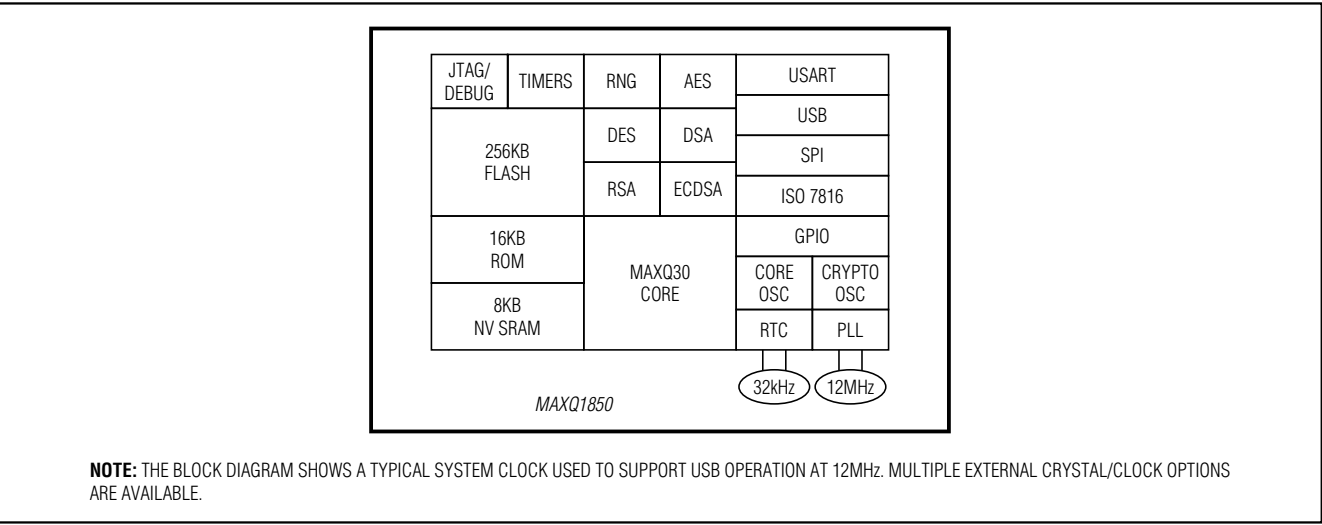 JTAG/
DEBUG
TIMERS
RNG
AES
USART
USB
DES
DSA
256KB
FLASH
SPI
RSA
ECDSA
ISO 7816
16KB
ROM
GPIO
MAXQ30
CORE
CORE
OSC
CRYPTO
OSC
8KB
NV SRAM
RTC
PLL
32kHz
12MHz
MAXQ1850
NOTE: THE BLOCK DIAGRAM SHOWS A TYPICAL SYSTEM CLOCK USED TO SUPPORT USB OPERATION AT 12MHz. MULTIPLE EXTERNAL CRYSTAL/CLOCK OPTIONS
ARE AVAILABLE.